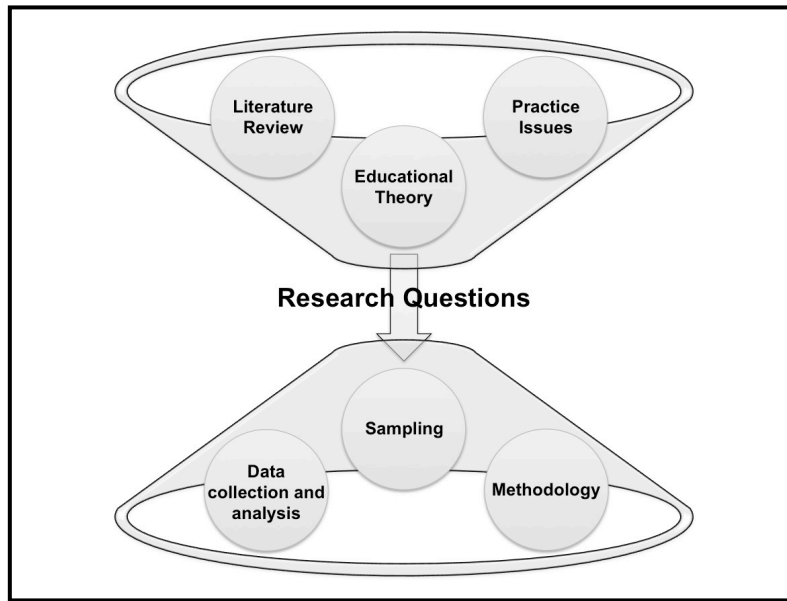 Literature
Review
Practice
Issues
Educational
Theory
Research Questions
Sampling
Data
collection and
analysis
Methodology